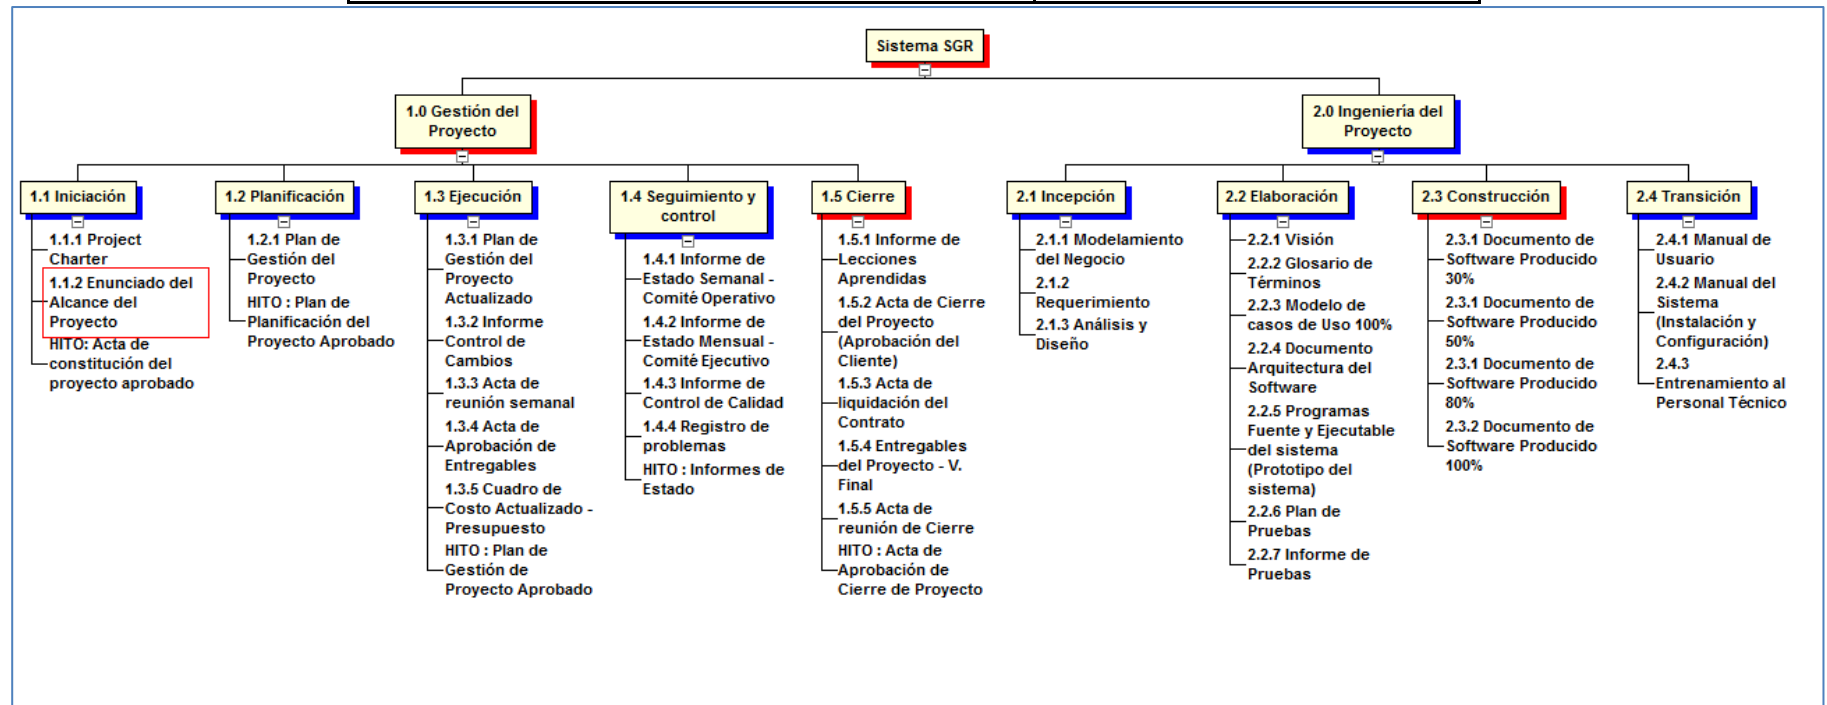 Sistema SGR
1.0 Gestión del
Proyecto
2.0 Ingeniería del
Proyecto
1.1 Iniciación
1.1.1 Project
Charter
1.1.2 Enunciado del
Alcance del
Proyecto
HITO: Acta de
constitución del
proyecto aprobado
1.2 Planificación
1.2.1 Plan de
Gestión del
Proyecto
HITO : Plan de
Planificación del
Proyecto Aprobado
1.3 Ejecución
1.3.1 Plan de
Gestión del
Proyecto
Actualizado
1.3.2 Informe
Control de
Cambios
1.3.3 Acta de
reunión semanal
1.3.4 Acta de
Aprobación de
Entregables
1.3.5 Cuadro de
Costo Actualizado -
Presupuesto
HITO : Plan de
Gestión de
Proyecto Aprobado
1.4 Seguimiento y
control
1.4.1 Informe de
Estado Semanal -
Comité Operativo
1.4.2 Informe de
Estado Mensual -
Comité Ejecutivo
1.4.3 Informe de
Control de Calidad
1.4.4 Registro de
problemas
HITO : Informes de
Estado
1.5 Cierre
1.5.1 Informe de
Lecciones
Aprendidas
1.5.2 Acta de Cierre
del Proyecto
(Aprobación del
Cliente)
1.5.3 Acta de
liquidación del
Contrato
1.5.4 Entregables
del Proyecto - V.
Final
1.5.5 Acta de
reunión de Cierre
HITO : Acta de
Aprobación de
Cierre de Proyecto
2.1 Incepción
2.1.1 Modelamiento
del Negocio
2.1.2
Requerimiento
2.1.3 Análisis y
Diseño
2.2 Elaboración
2.2.1 Visión
2.2.2 Glosario de
Términos
2.2.3 Modelo de
casos de Uso 100%
2.2.4 Documento
Arquitectura del
Software
2.2.5 Programas
Fuente y Ejecutable
del sistema
(Prototipo del
sistema)
2.2.6 Plan de
Pruebas
2.2.7 Informe de
Pruebas
2.3 Construcción
2.3.1 Documento de
Software Producido
30%
2.3.1 Documento de
Software Producido
50%
2.3.1 Documento de
Software Producido
80%
2.3.2 Documento de
Software Producido
100%
2.4 Transición
2.4.1 Manual de
Usuario
2.4.2 Manual del
Sistema
(Instalación y
Configuración)
2.4.3
Entrenamiento al
Personal Técnico